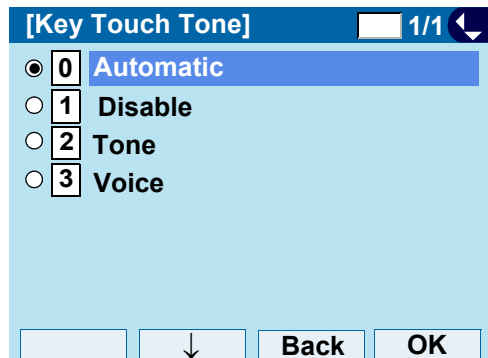 [Key Touch Tone] 1/1
0 Automatic
1 Disable
2 Tone
3 Voice
↓ Back OK